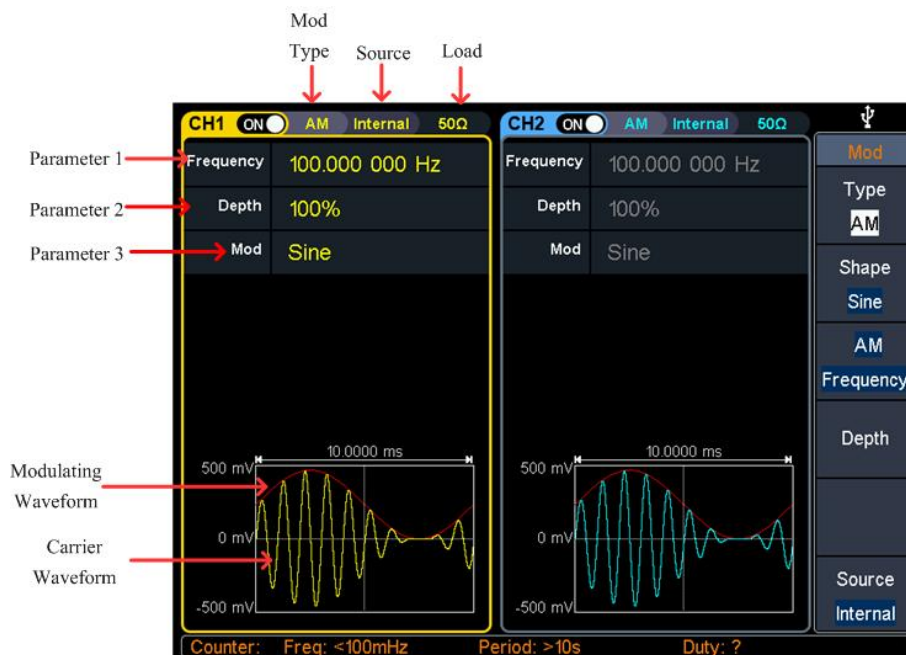 Mod
Type
Source
Load
CH1 ON AM Internal 50Ω
CH2 ON AM Internal 50Ω
Parameter 1
Frequency 100.000 000 Hz
Frequency 100.000 000 Hz
Parameter 2
Depth 100%
Depth 100%
Parameter 3
Mod Sine
Mod Sine
Mod
Type
AM
Shape
Sine
AM
Frequency
Depth
Source
Internal
Modulating
Waveform
Carrier
Waveform
10.0000 ms
500 mV
0 mV
-500 mV
10.0000 ms
500 mV
0 mV
-500 mV
Counter: Freq: <100mHz Period: >10s Duty: ?